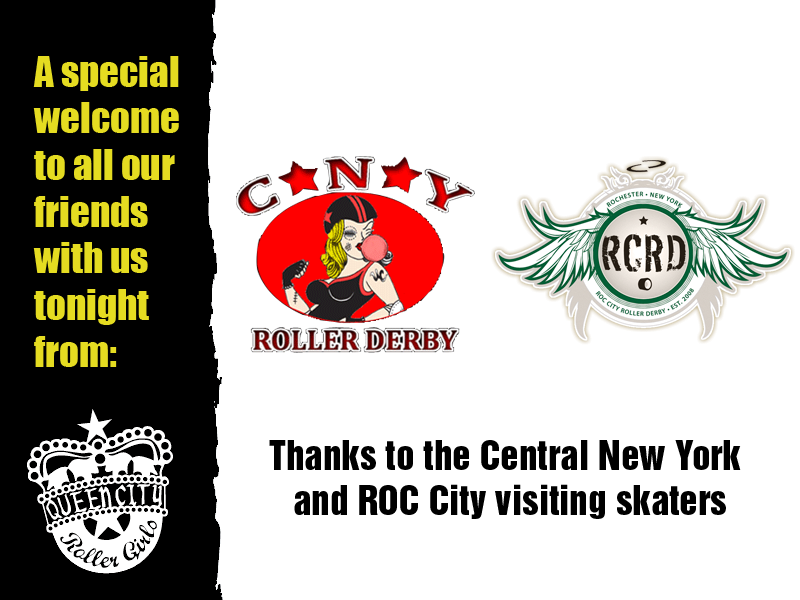 A special
welcome
to all our
friends
with us
tonight
from:
QUEEN CITY
Roller Girls
C★N★Y
ROLLER DERBY
ROCHESTER • NEW YORK
RCRD
ROC CITY ROLLER DERBY • EST. 2008
Thanks to the Central New York
and ROC City visiting skaters